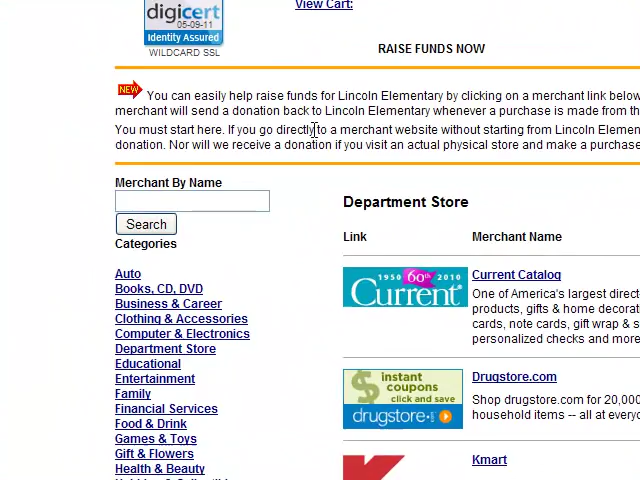 View Cart:
digicert
05-09-11
Identity Assured
WILDCARD SSL
RAISE FUNDS NOW
NEW You can easily help raise funds for Lincoln Elementary by clicking on a merchant link below
merchant will send a donation back to Lincoln Elementary whenever a purchase is made from th
You must start here. If you go directly to a merchant website without starting from Lincoln Elemen
donation. Nor will we receive a donation if you visit an actual physical store and make a purchase
Merchant By Name
Search
Categories
Auto
Books, CD, DVD
Business & Career
Clothing & Accessories
Computer & Electronics
Department Store
Educational
Entertainment
Family
Financial Services
Food & Drink
Games & Toys
Gift & Flowers
Health & Beauty
Department Store
Link Merchant Name
1950 60th 2010
Current
Current Catalog
One of America's largest direct
products, gifts & home decorati
cards, note cards, gift wrap & s
personalized checks and more
instant
coupons
click and save
drugstore
Drugstore.com
Shop drugstore.com for 20,000
household items -- all at everyd
Kmart